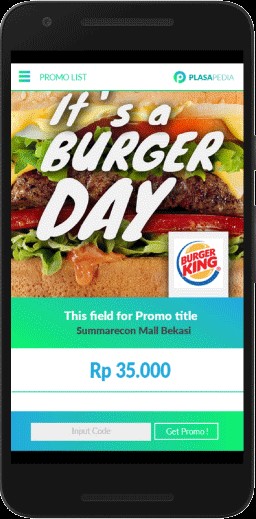 PROMO LIST
PLASAPEDIA
It's a
BURGER
DAY
BURGER
KING
This field for Promo title
Summarecon Mall Bekasi
Rp 35.000
Input Code
Get Promo !